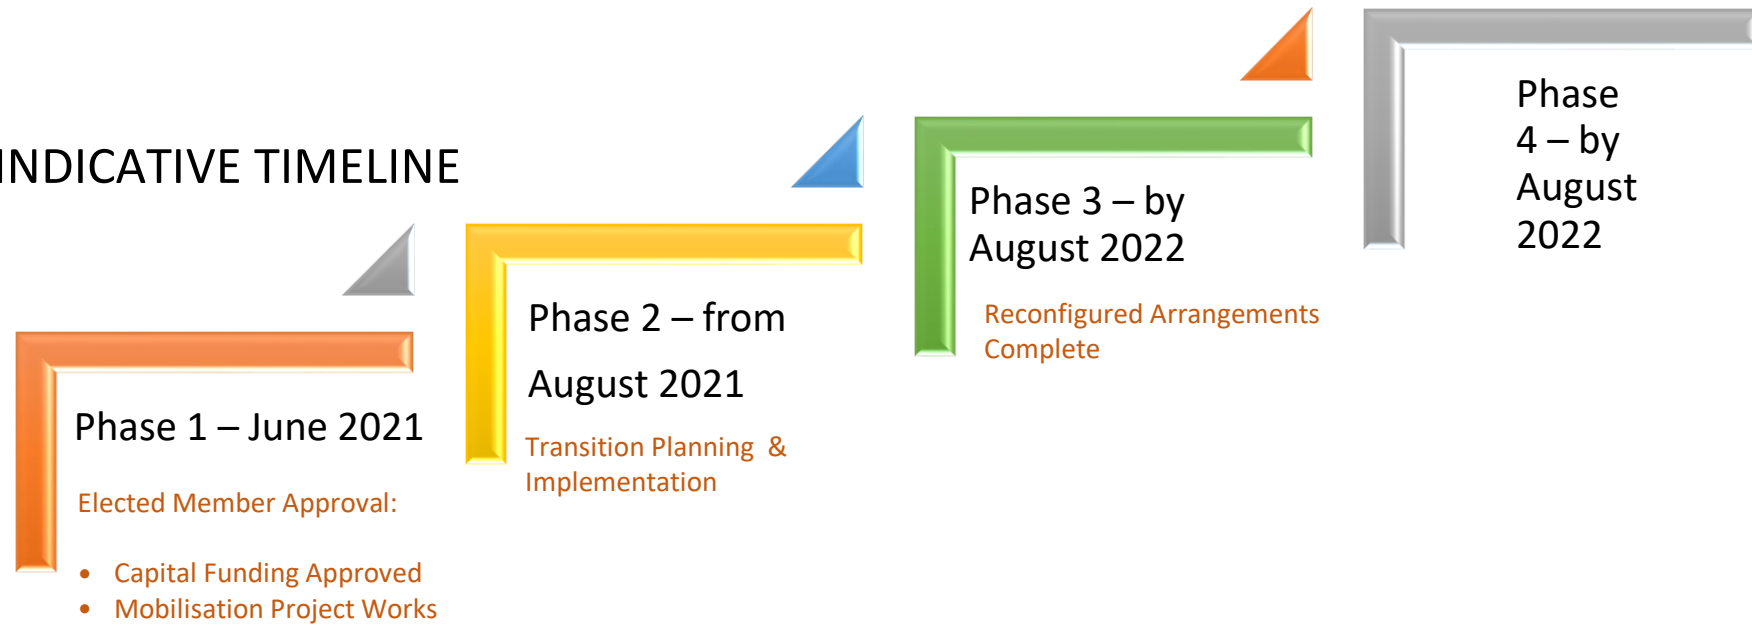 INDICATIVE TIMELINE
Phase 1 – June 2021
Elected Member Approval:
• Capital Funding Approved
• Mobilisation Project Works
Phase 2 – from
August 2021
Transition Planning &
Implementation
Phase 3 – by
August 2022
Reconfigured Arrangements
Complete
Phase
4 – by
August
2022